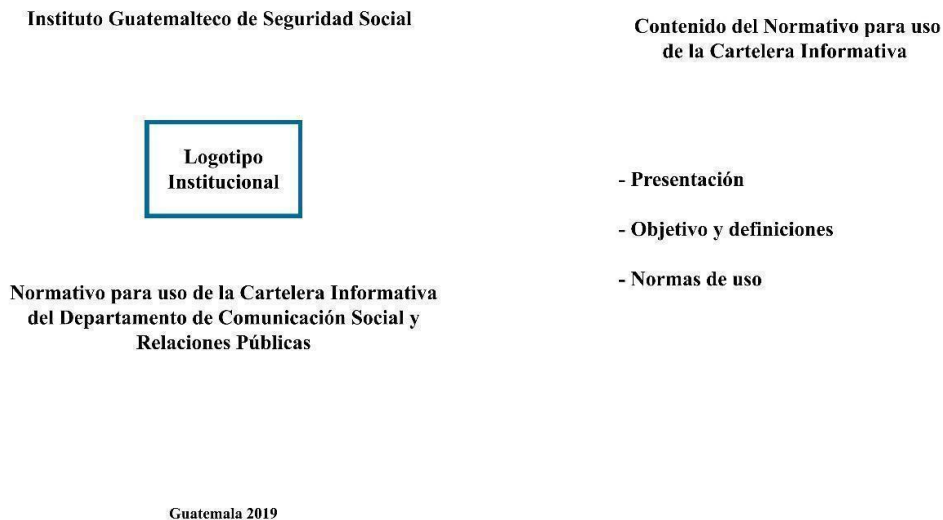 Instituto Guatemalteco de Seguridad Social
Logotipo
Institucional
Normativo para uso de la Cartelera Informativa
del Departamento de Comunicación Social y
Relaciones Públicas
Guatemala 2019
Contenido del Normativo para uso
de la Cartelera Informativa
- Presentación
- Objetivo y definiciones
- Normas de uso